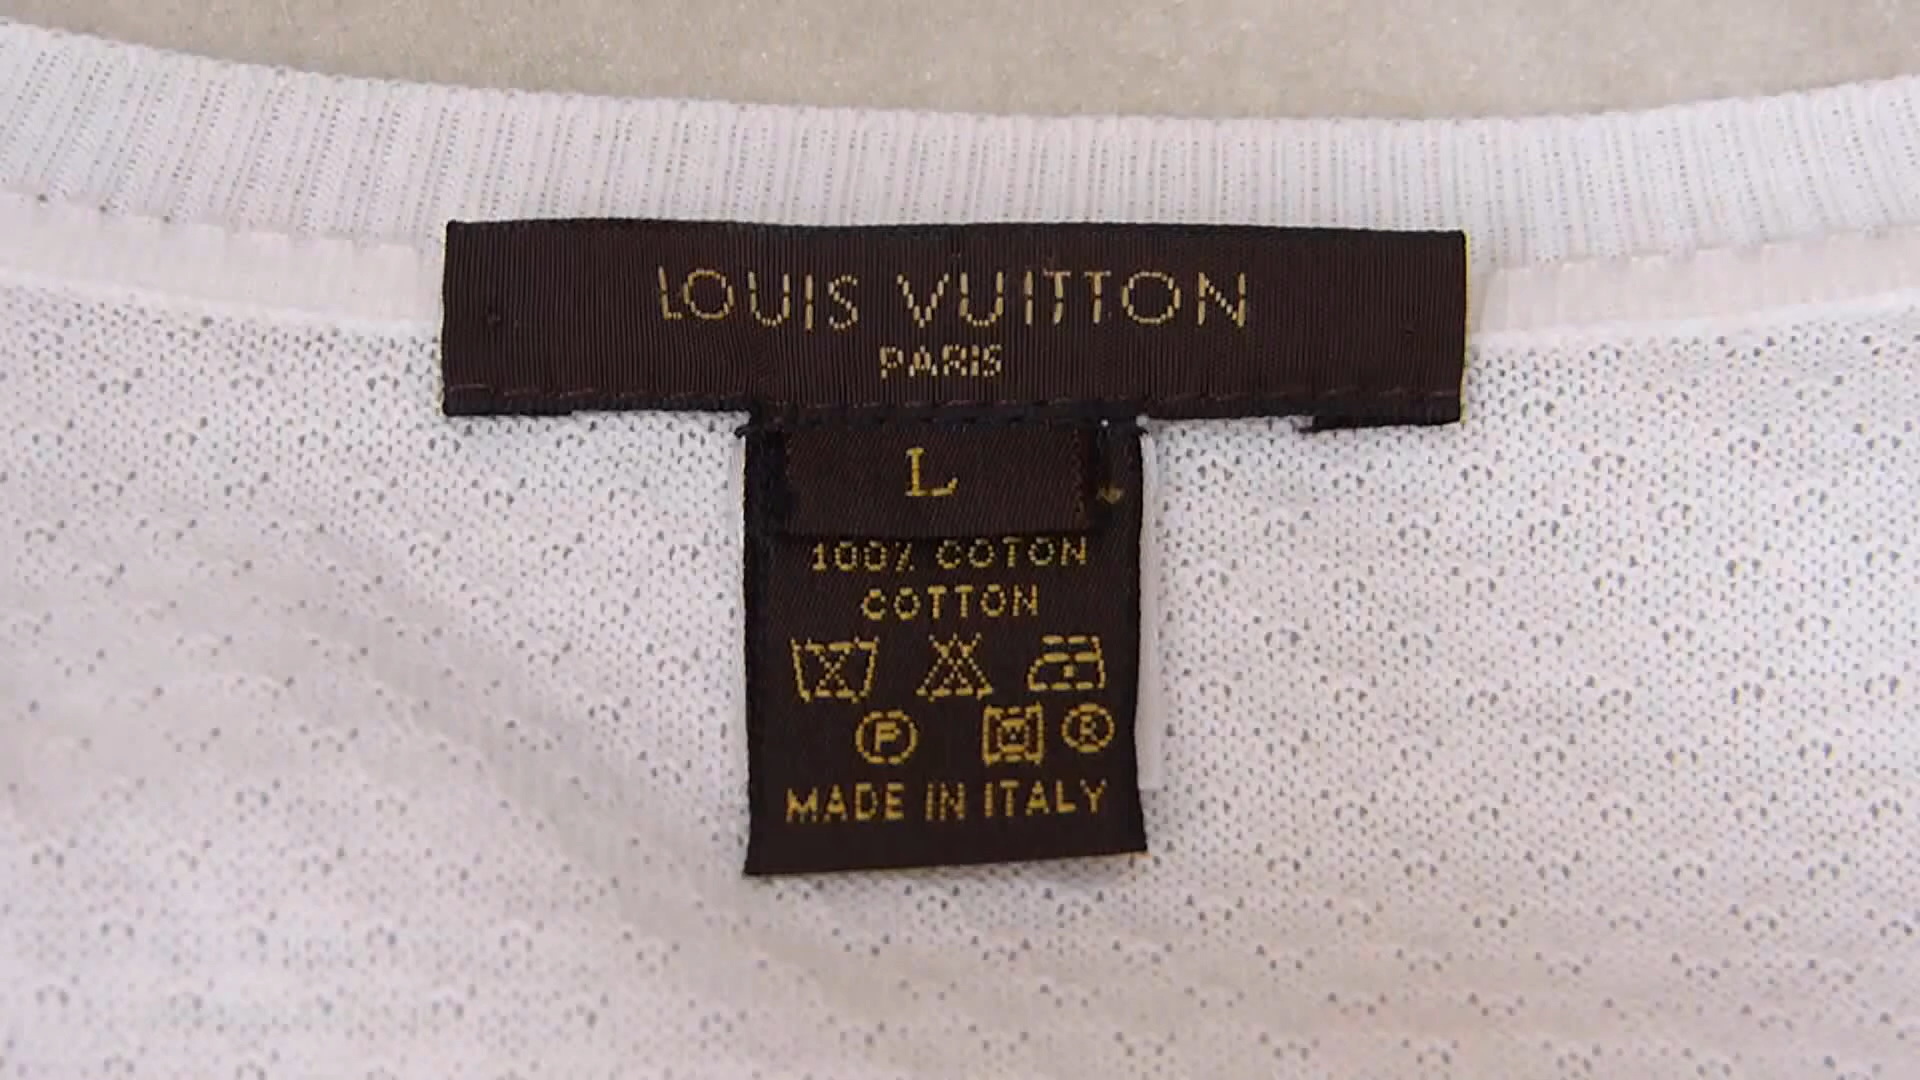 LOUIS VUITTON
PARIS
L
100% COTON
COTTON
P ®
MADE IN ITALY